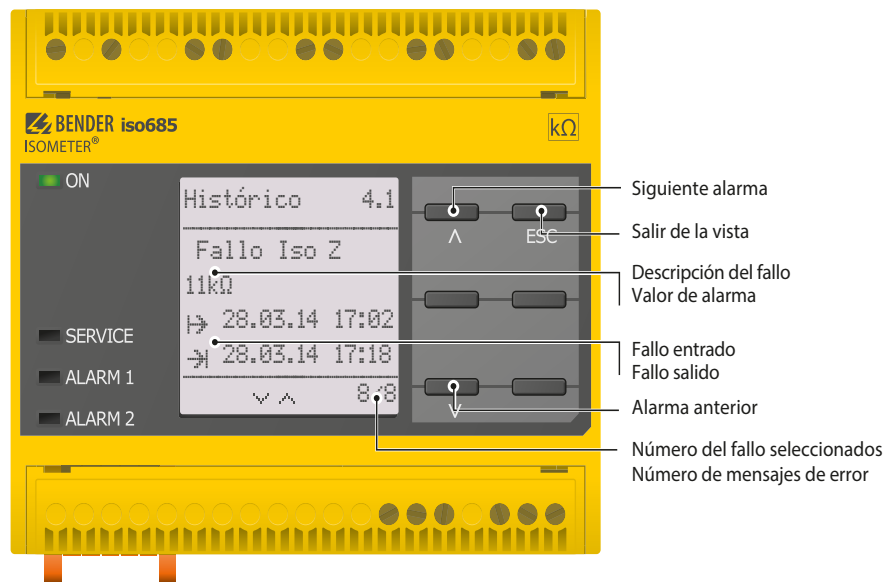 BENDER iso685
ISOMETER®
kΩ
ON
Histórico 4.1
Fallo Iso Z
11kΩ
28.03.14 17:02
28.03.14 17:18
8/8
SERVICE
ALARM 1
ALARM 2
ESC
Siguiente alarma
Salir de la vista
Descripción del fallo
Valor de alarma
Fallo entrado
Fallo salido
Alarma anterior
Número del fallo seleccionados
Número de mensajes de error